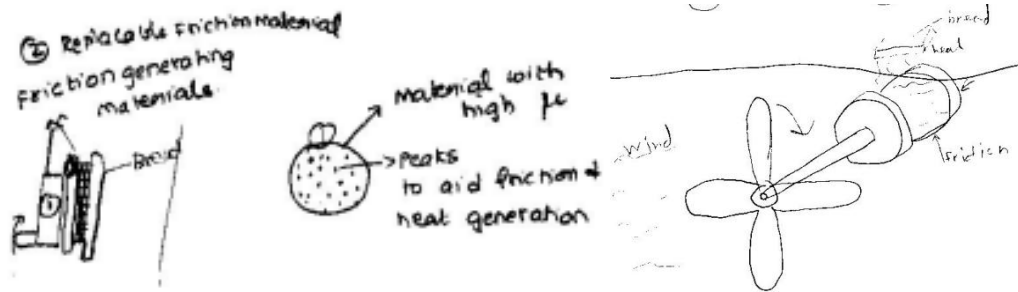 ② Replacable Friction Material
Friction generating
materials.
Bread
Material with
high μ
Peaks
to aid friction &
heat generation
bread
heat
Wind
friction